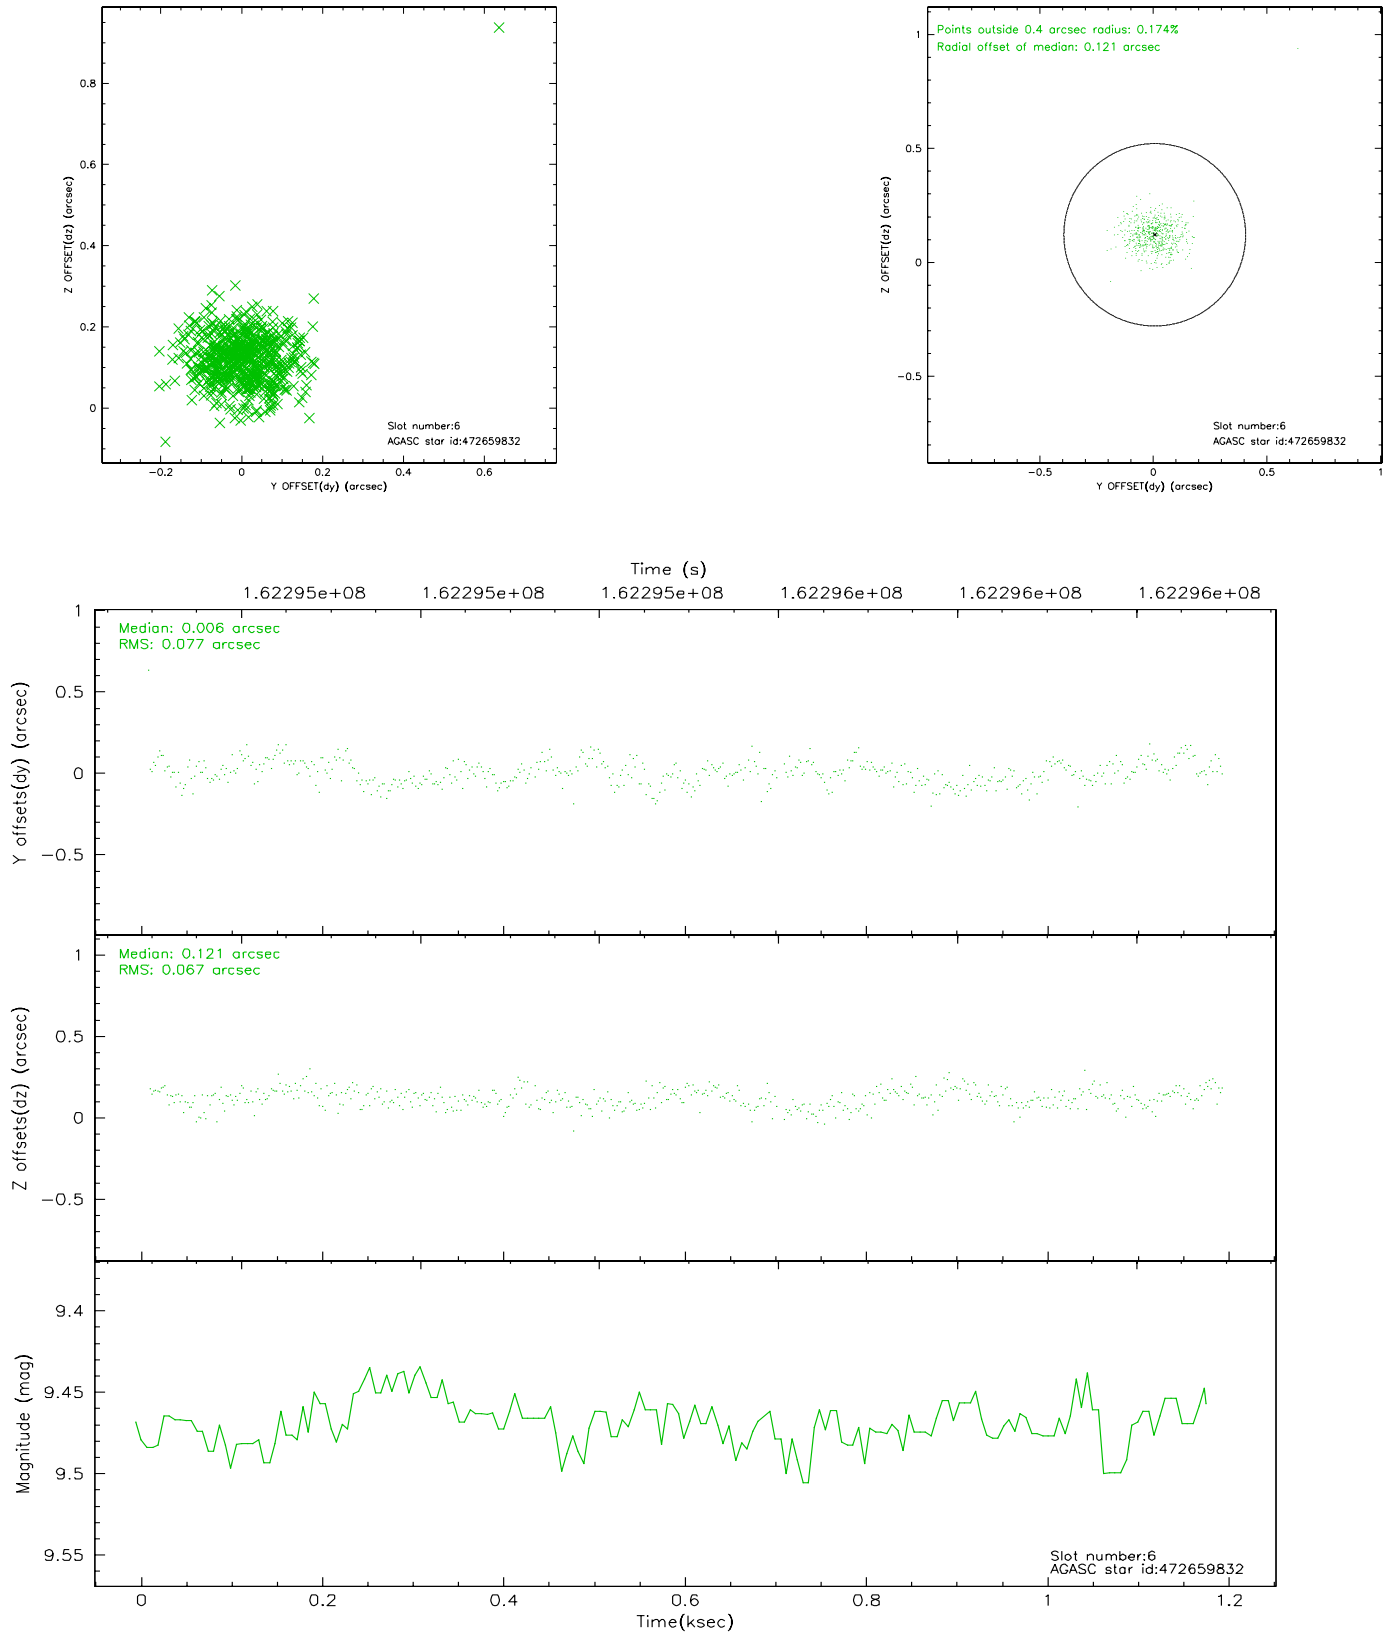 0.8
0.6
0.4
0.2
0
Z OFFSET(dz) (arcsec)
Slot number:6
AGASC star id:472659832
−0.2 0 0.2 0.4 0.6
Y OFFSET(dy) (arcsec)
Points outside 0.4 arcsec radius: 0.174%
Radial offset of median: 0.121 arcsec
1
0.5
0
−0.5
Z OFFSET(dz) (arcsec)
Slot number:6
AGASC star id:472659832
−0.5 0 0.5 1
Y OFFSET(dy) (arcsec)
Time (s)
1.62295e+08 1.62295e+08 1.62295e+08 1.62296e+08 1.62296e+08 1.62296e+08
Median: 0.006 arcsec
RMS: 0.077 arcsec
1
0.5
0
−0.5
Y offsets(dy) (arcsec)
Median: 0.121 arcsec
RMS: 0.067 arcsec
1
0.5
0
−0.5
Z offsets(dz) (arcsec)
9.4
9.45
9.5
9.55
Magnitude (mag)
Slot number:6
AGASC star id:472659832
0 0.2 0.4 0.6 0.8 1 1.2
Time(ksec)